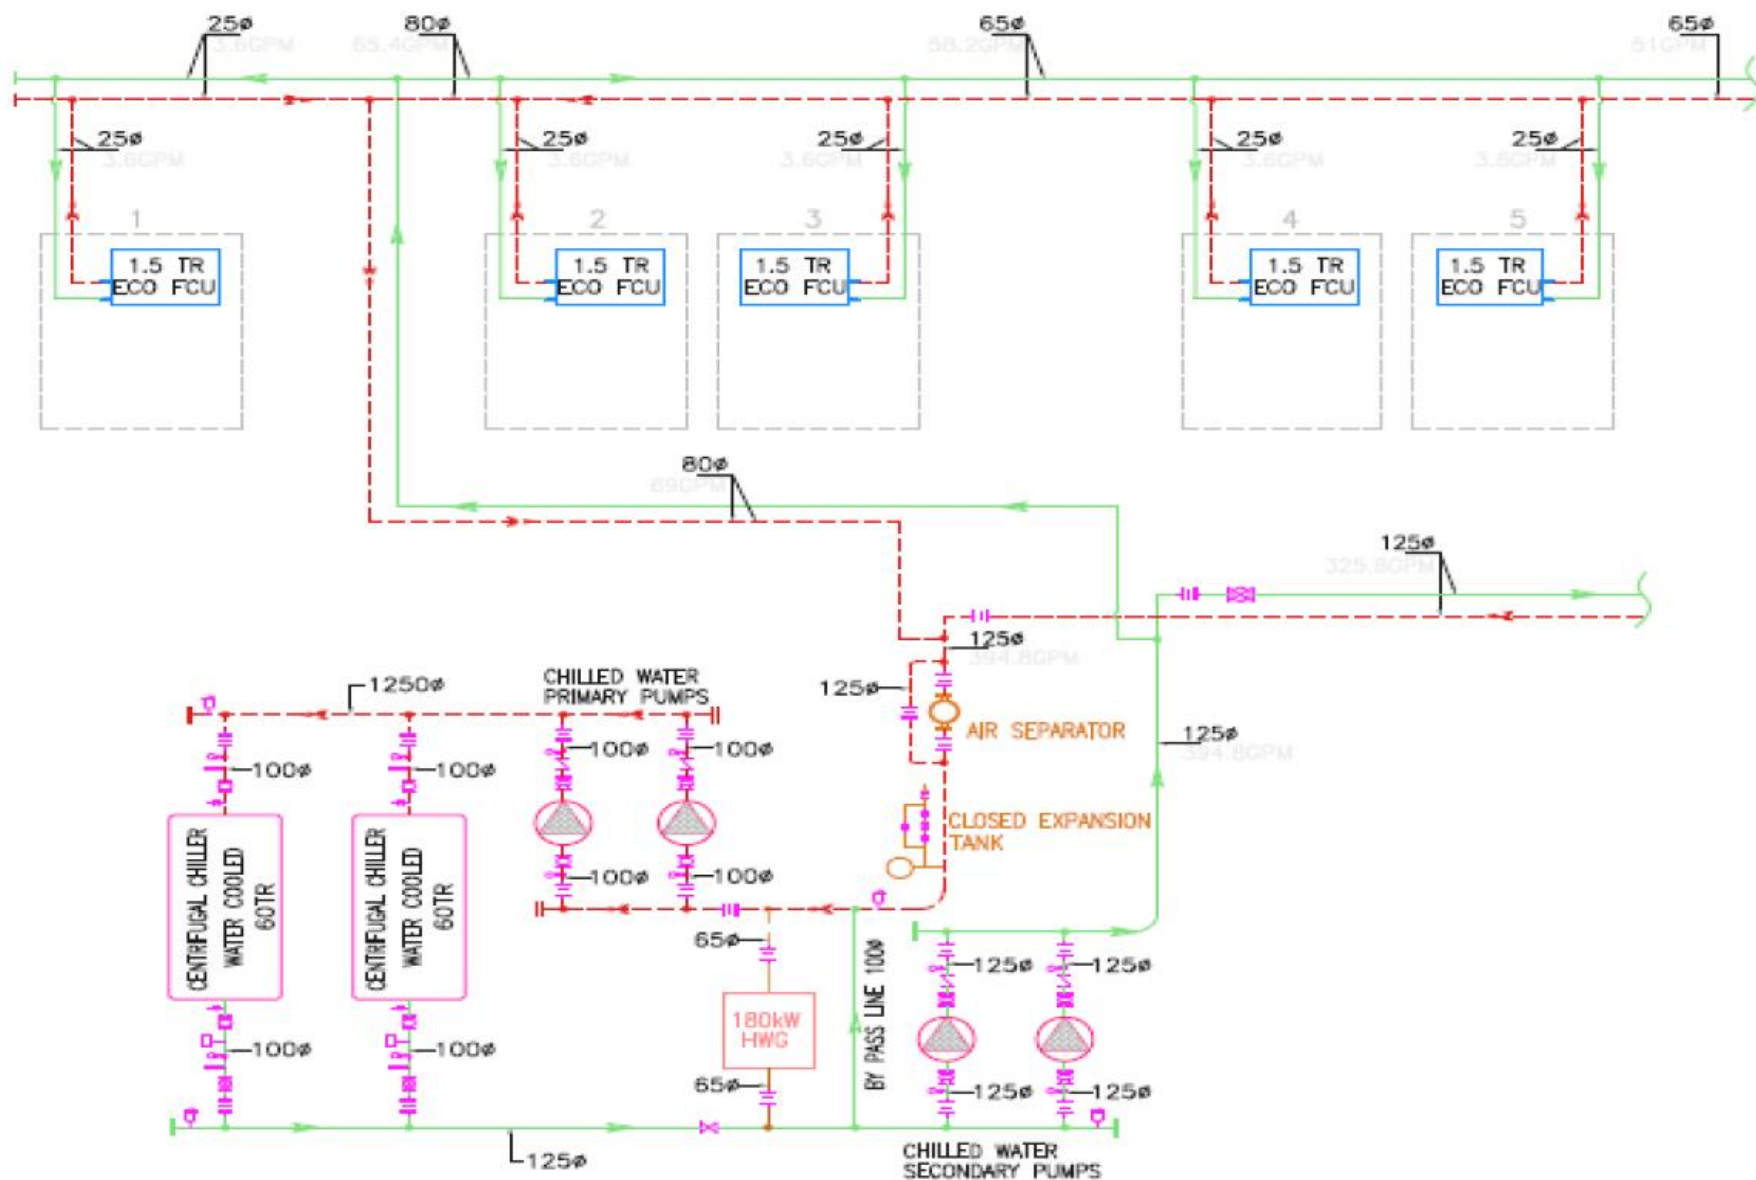 25ø
3.6GPM
80ø
65.4GPM
65ø
58.2GPM
65ø
51GPM
25ø
3.6GPM
25ø
3.6GPM
25ø
3.6GPM
25ø
3.6GPM
25ø
3.6GPM
1
2
3
4
5
1.5 TR
ECO FCU
1.5 TR
ECO FCU
1.5 TR
ECO FCU
1.5 TR
ECO FCU
1.5 TR
ECO FCU
80ø
69GPM
125ø
325.8GPM
125ø
394.8GPM
125ø
125ø
394.8GPM
AIR SEPARATOR
CLOSED EXPANSION
TANK
1250ø
CHILLED WATER
PRIMARY PUMPS
100ø
100ø
100ø
100ø
100ø
100ø
CENTRIFUGAL CHILLER
WATER COOLED
60TR
CENTRIFUGAL CHILLER
WATER COOLED
60TR
100ø
100ø
65ø
180kW
HWG
65ø
BY PASS LINE 100ø
125ø
125ø
125ø
125ø
125ø
CHILLED WATER
SECONDARY PUMPS